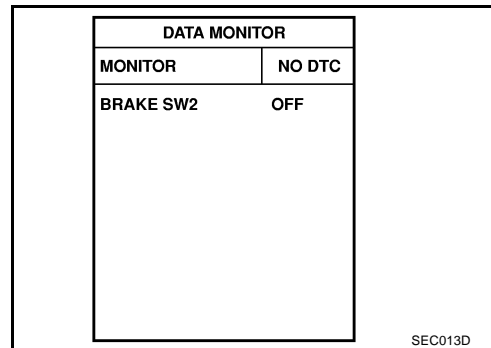 DATA MONITOR
MONITOR NO DTC
BRAKE SW2 OFF
SEC013D